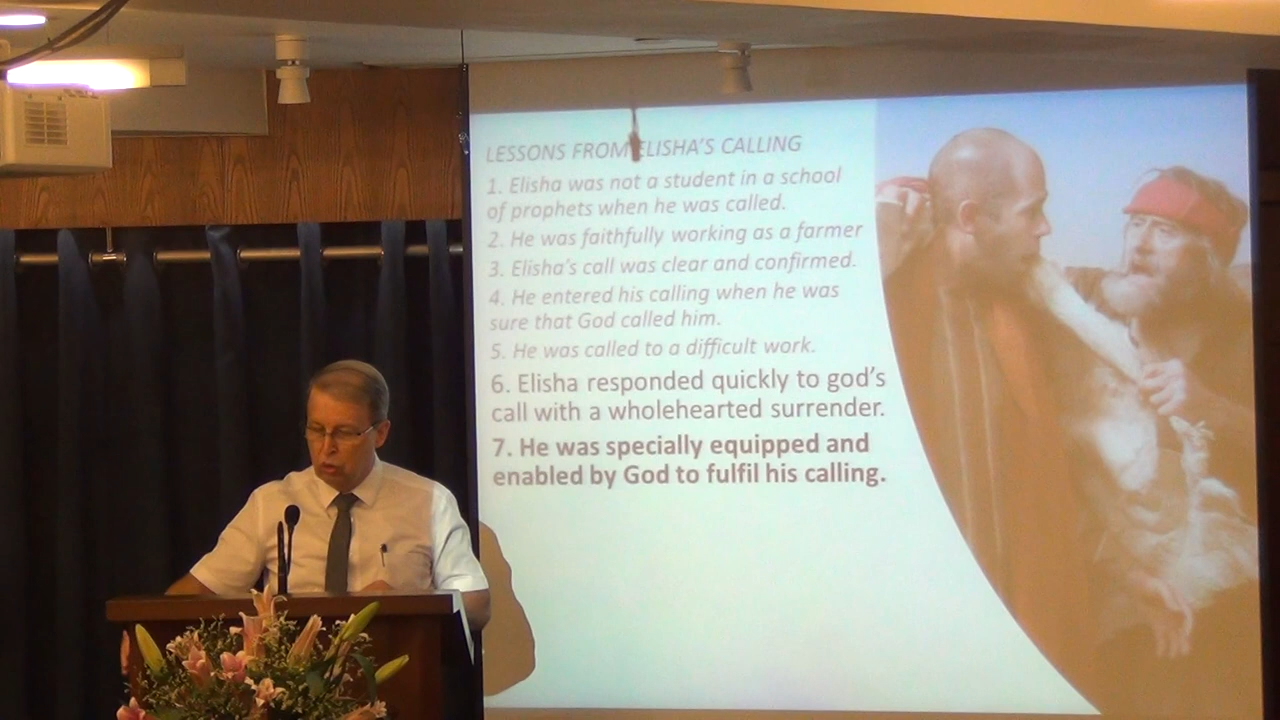 LESSONS FROM ELISHA'S CALLING
1. Elisha was not a student in a school
of prophets when he was called.
2. He was faithfully working as a farmer
3. Elisha's call was clear and confirmed.
4. He entered his calling when he was
sure that God called him.
5. He was called to a difficult work.
6. Elisha responded quickly to god's
call with a wholehearted surrender.
7. He was specially equipped and
enabled by God to fulfil his calling.